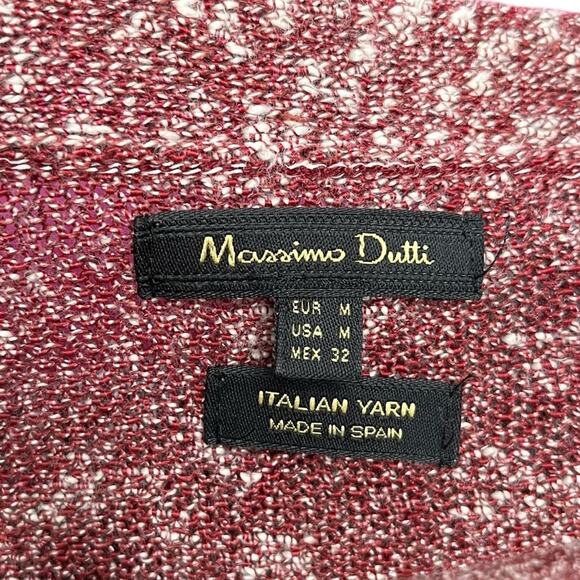 Massimo Dutti
EUR M
USA M
MEX 32
ITALIAN YARN
MADE IN SPAIN